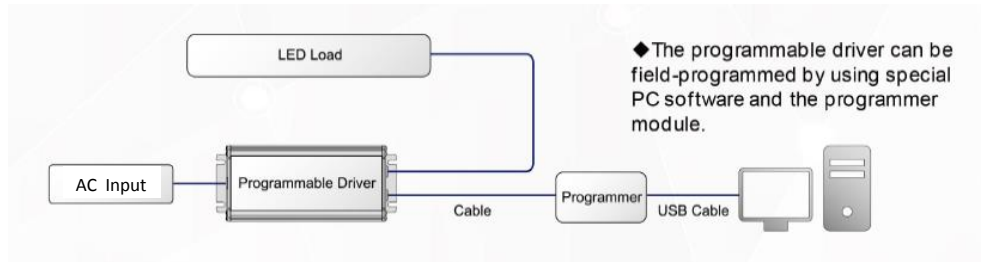 LED Load
◆The programmable driver can be
field-programmed by using special
PC software and the programmer
module.
AC Input
Programmable Driver
Cable
Programmer
USB Cable